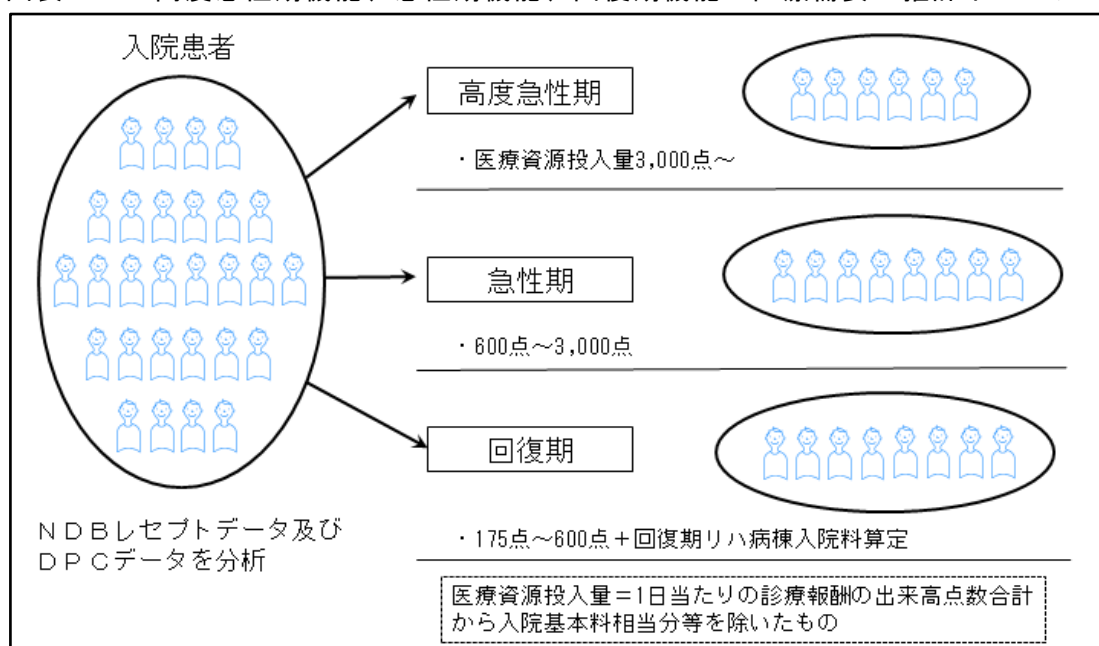 入院患者
高度急性期
・医療資源投入量3,000点～
急性期
・600点～3,000点
回復期
・175点～600点＋回復期リハ病棟入院料算定
ＮＤＢレセプトデータ及び
ＤＰＣデータを分析
医療資源投入量＝1日当たりの診療報酬の出来高点数合計
から入院基本料相当分等を除いたもの